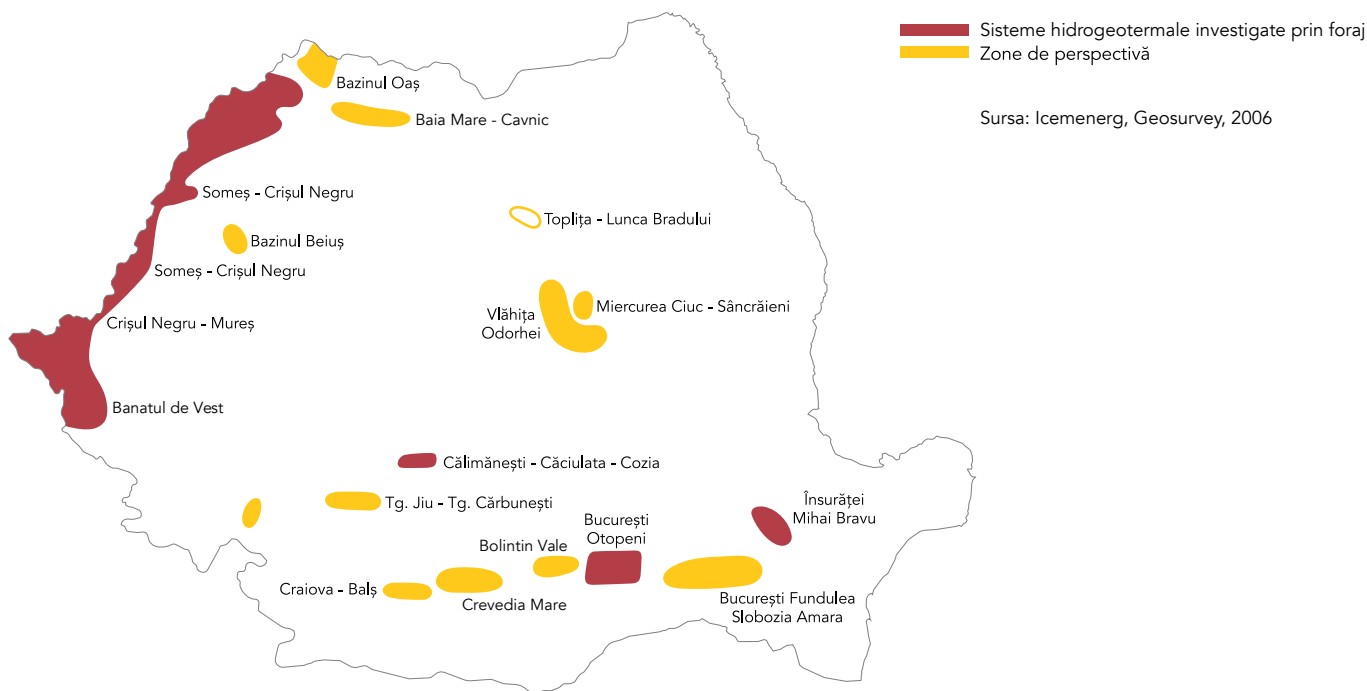 Sisteme hidrogeotermale investigate prin foraj
Zone de perspectivă
Sursa: Icemenerg, Geosurvey, 2006
Bazinul Oaș
Baia Mare - Cavnic
Someș - Crișul Negru
Toplița - Lunca Bradului
Bazinul Beiuș
Someș - Crișul Negru
Miercurea Ciuc - Sâncrăieni
Vlăhița
Odorhei
Crișul Negru - Mureș
Banatul de Vest
Călimănești - Căciulata - Cozia
Tg. Jiu - Tg. Cărbunești
Însurăței
Mihai Bravu
București
Otopeni
Bolintin Vale
Craiova - Balș
Crevedia Mare
București Fundulea
Slobozia Amara